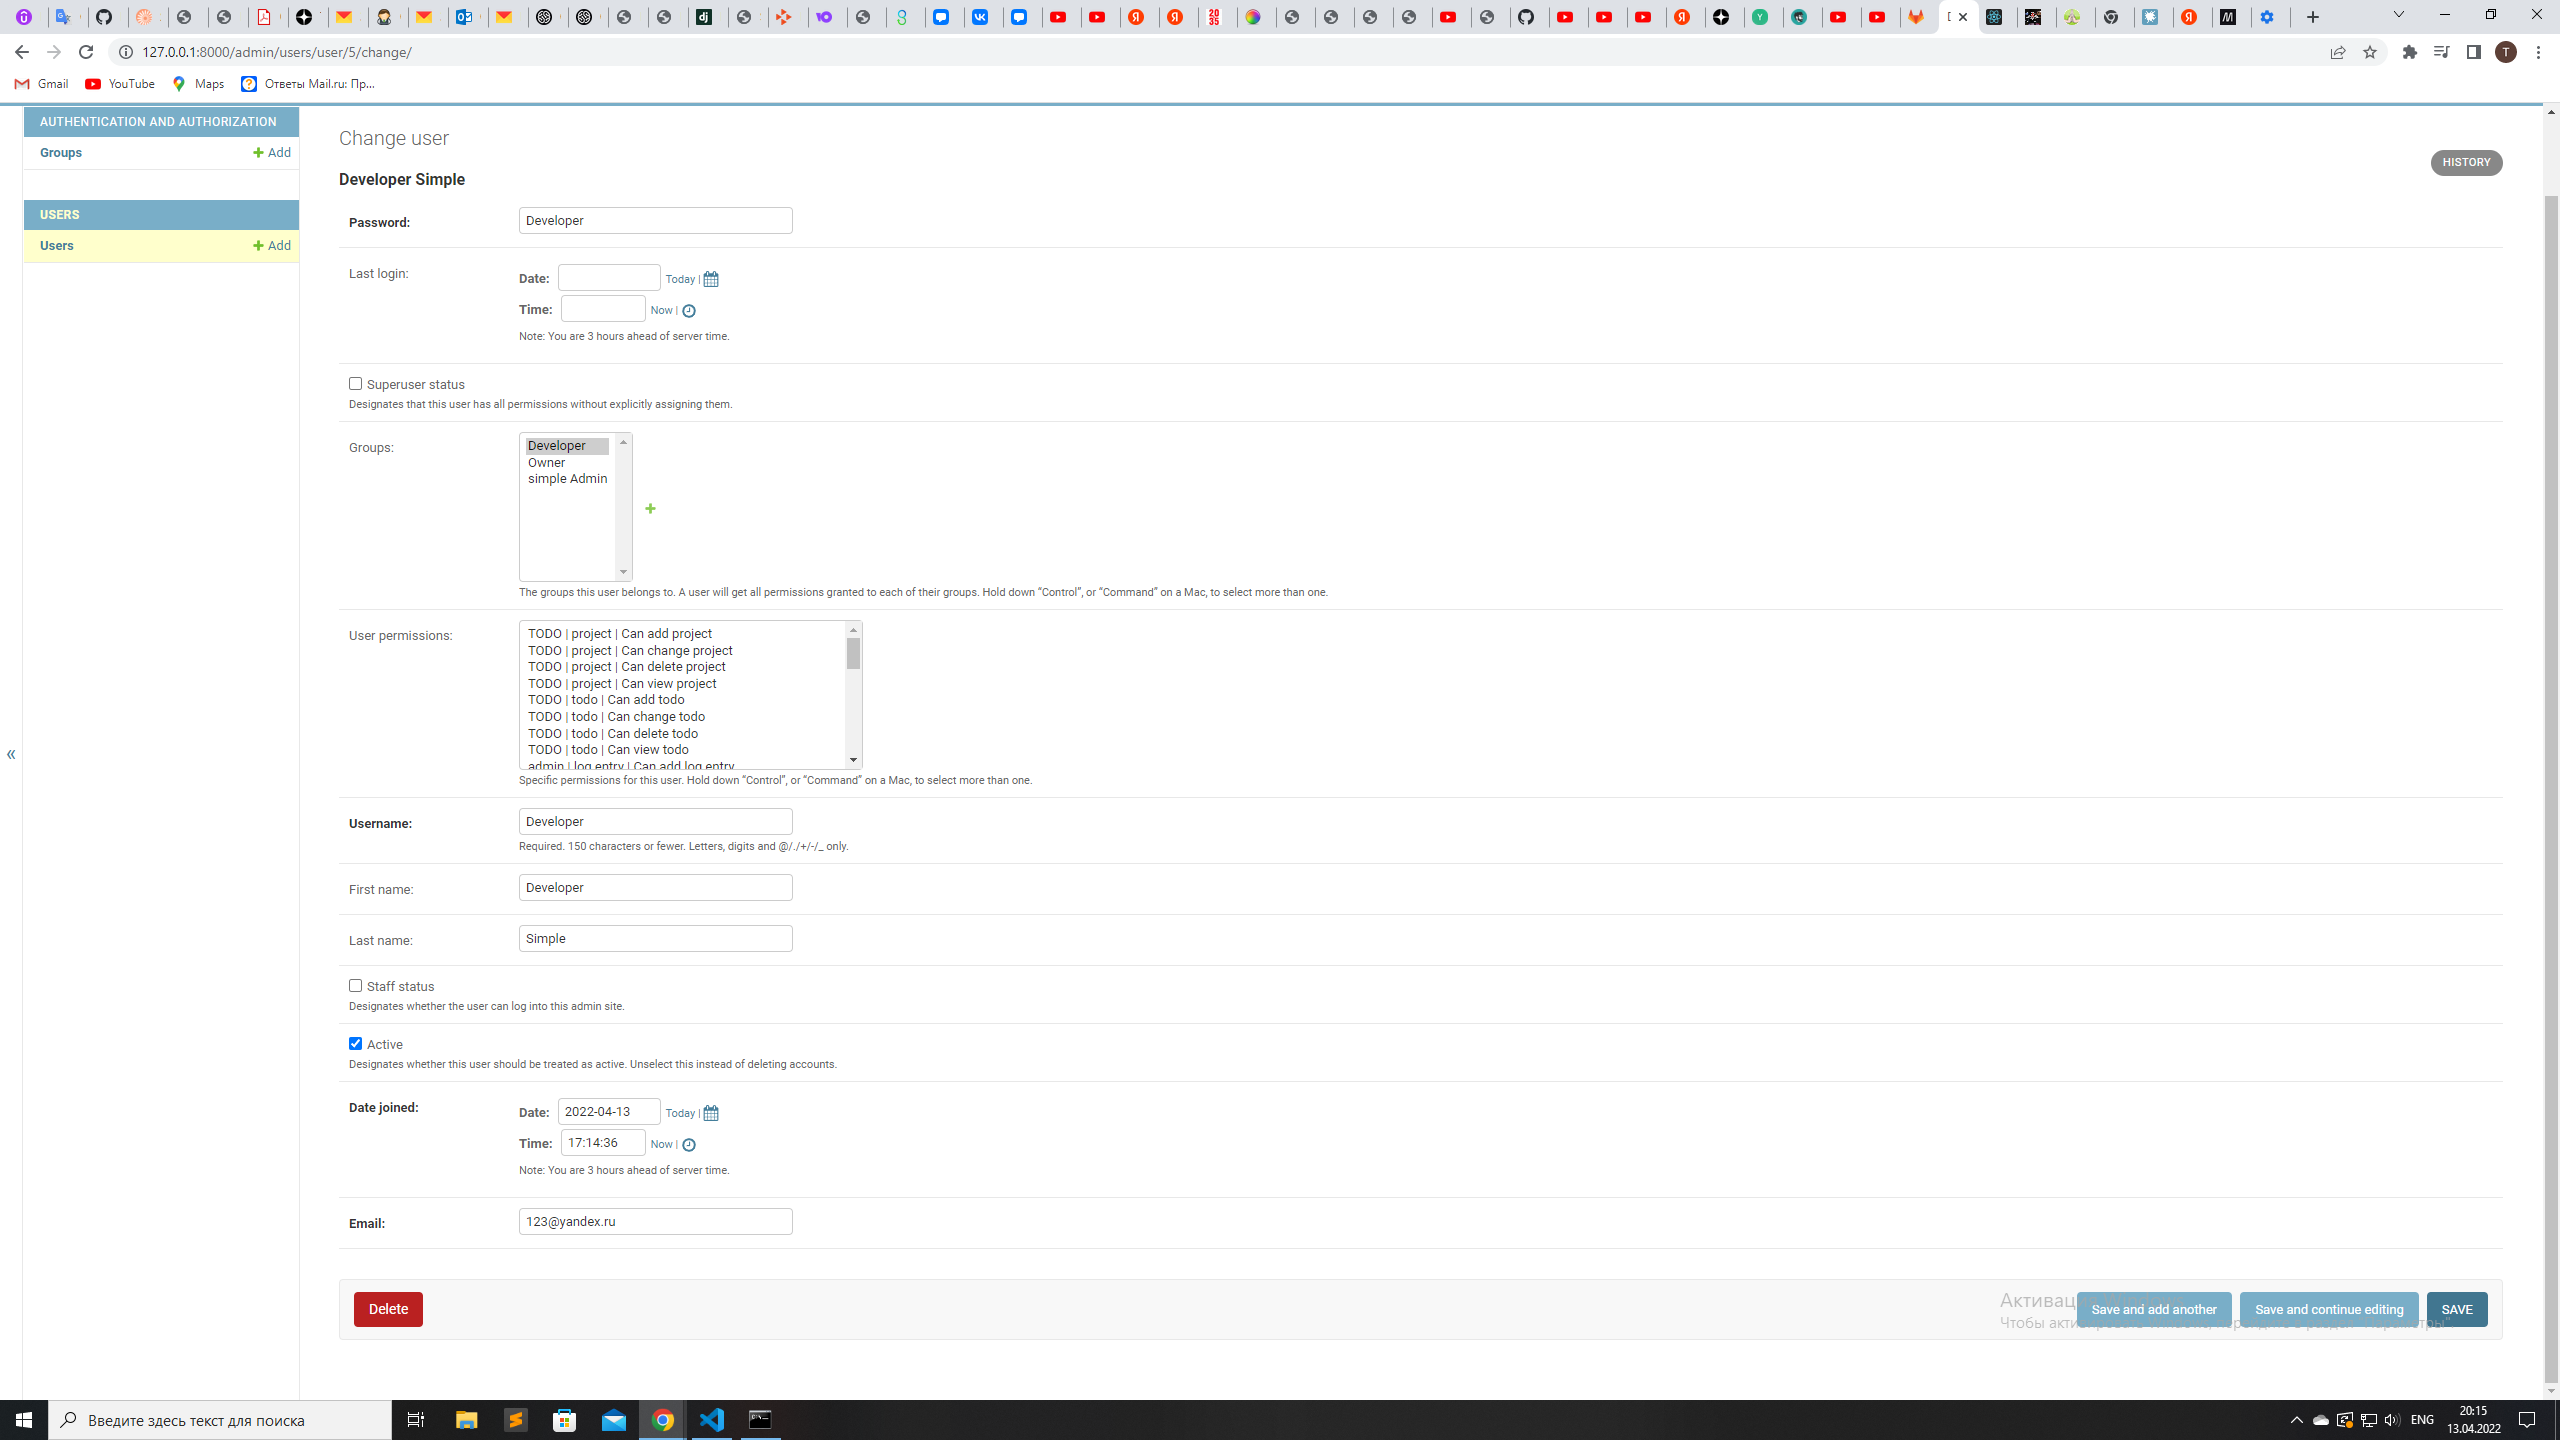 127.0.0.1:8000/admin/users/user/5/change/
Gmail
YouTube
Maps
Ответы Mail.ru: Пр...
AUTHENTICATION AND AUTHORIZATION
Groups
Add
USERS
Users
Add
Change user
HISTORY
Developer Simple
Password:
Developer
Last login:
Date:
Today |
Time:
Now |
Note: You are 3 hours ahead of server time.
Superuser status
Designates that this user has all permissions without explicitly assigning them.
Groups:
Developer
Owner
simple Admin
The groups this user belongs to. A user will get all permissions granted to each of their groups. Hold down “Control”, or “Command” on a Mac, to select more than one.
User permissions:
TODO | project | Can add project
TODO | project | Can change project
TODO | project | Can delete project
TODO | project | Can view project
TODO | todo | Can add todo
TODO | todo | Can change todo
TODO | todo | Can delete todo
TODO | todo | Can view todo
admin | log entry | Can add log entry
Specific permissions for this user. Hold down “Control”, or “Command” on a Mac, to select more than one.
Username:
Developer
Required. 150 characters or fewer. Letters, digits and @/./+/-/_ only.
First name:
Developer
Last name:
Simple
Staff status
Designates whether the user can log into this admin site.
Active
Designates whether this user should be treated as active. Unselect this instead of deleting accounts.
Date joined:
Date: 2022-04-13 Today |
Time: 17:14:36 Now |
Note: You are 3 hours ahead of server time.
Email:
123@yandex.ru
Delete
Save and add another
Save and continue editing
SAVE
Введите здесь текст для поиска
ENG
20:15
13.04.2022